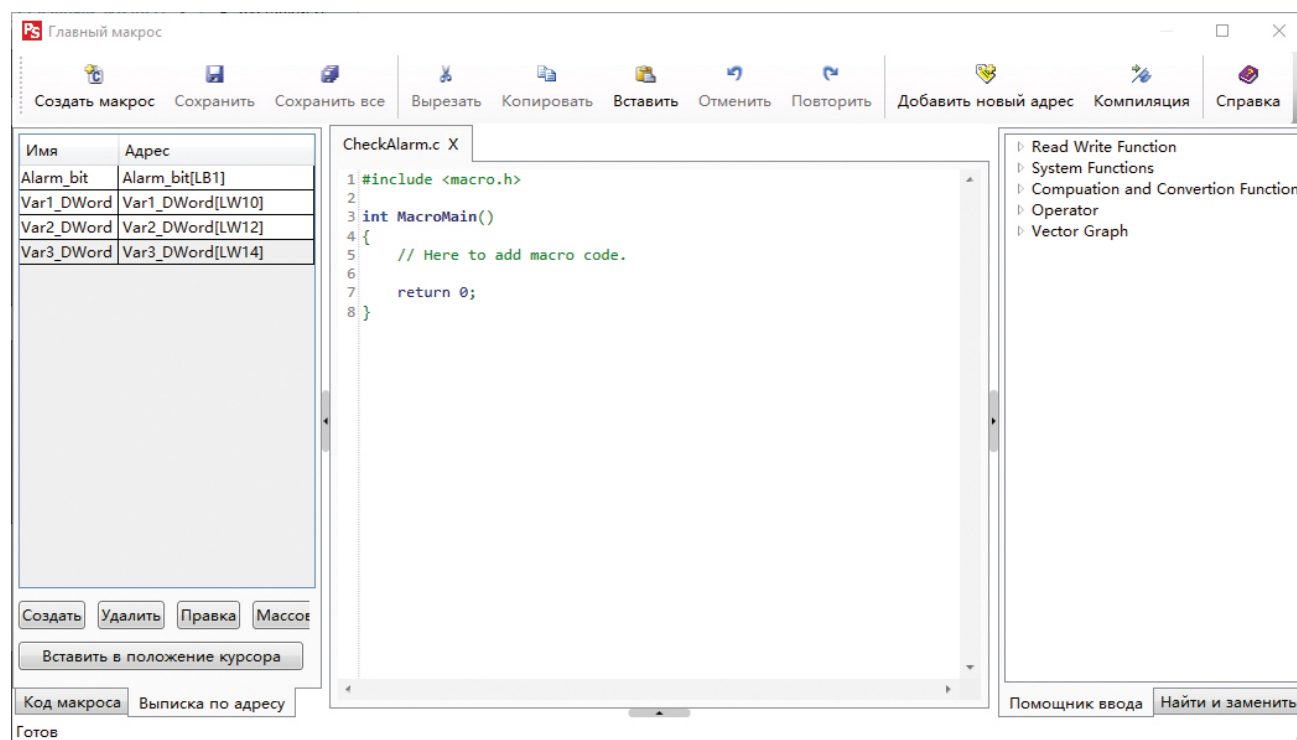 PS Главный макрос
Создать макрос Сохранить Сохранить все Вырезать Копировать Вставить Отменить Повторить Добавить новый адрес Компиляция Справка
Имя Адрес
Alarm_bit Alarm_bit[LB1]
Var1_DWord Var1_DWord[LW10]
Var2_DWord Var2_DWord[LW12]
Var3_DWord Var3_DWord[LW14]
Создать Удалить Правка Массов
Вставить в положение курсора
Код макроса Выписка по адресу
CheckAlarm.c X
1 #include <macro.h>
2
3 int MacroMain()
4 {
5 // Here to add macro code.
6
7 return 0;
8 }
Read Write Function
System Functions
Compuation and Convertion Function
Operator
Vector Graph
Помощник ввода Найти и заменить
Готов